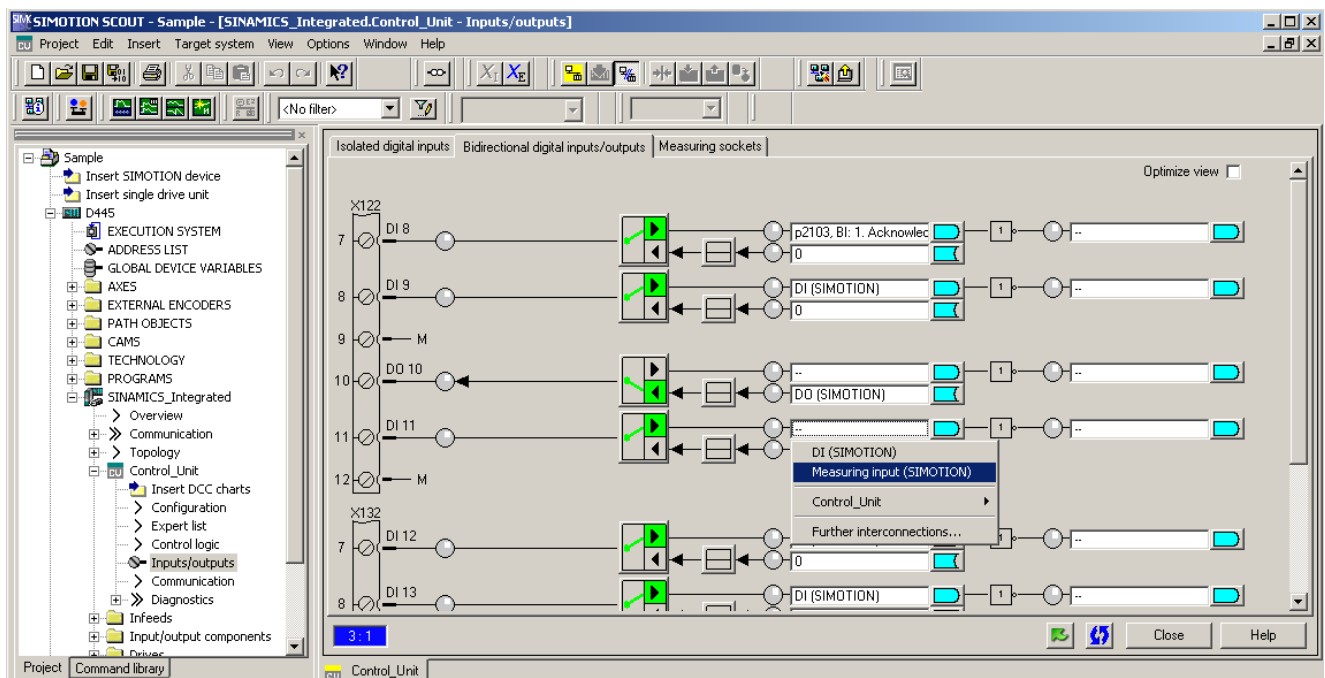 SIMOTION SCOUT - Sample - [SINAMICS_Integrated.Control_Unit - Inputs/outputs]
Project Edit Insert Target system View Options Window Help
<No filter>
Sample
Insert SIMOTION device
Insert single drive unit
D445
EXECUTION SYSTEM
ADDRESS LIST
GLOBAL DEVICE VARIABLES
AXES
EXTERNAL ENCODERS
PATH OBJECTS
CAMS
TECHNOLOGY
PROGRAMS
SINAMICS_Integrated
Overview
Communication
Topology
Control_Unit
Insert DCC charts
Configuration
Expert list
Control logic
Inputs/outputs
Communication
Diagnostics
Infeeds
Input/output components
Drives
Project Command library
Isolated digital inputs Bidirectional digital inputs/outputs Measuring sockets
Optimize view
X122
7 DI 8 p2103, BI: 1. Acknowlec 1 --
0
8 DI 9 DI (SIMOTION) 1 --
0
9 M
10 DO 10 -- 1 --
DO (SIMOTION)
11 DI 11 -- 1 --
DI (SIMOTION)
Measuring input (SIMOTION)
Control_Unit
Further interconnections...
12 M
X132
7 DI 12 1 --
0
8 DI 13 DI (SIMOTION) 1 --
3 : 1 Close Help
Control_Unit